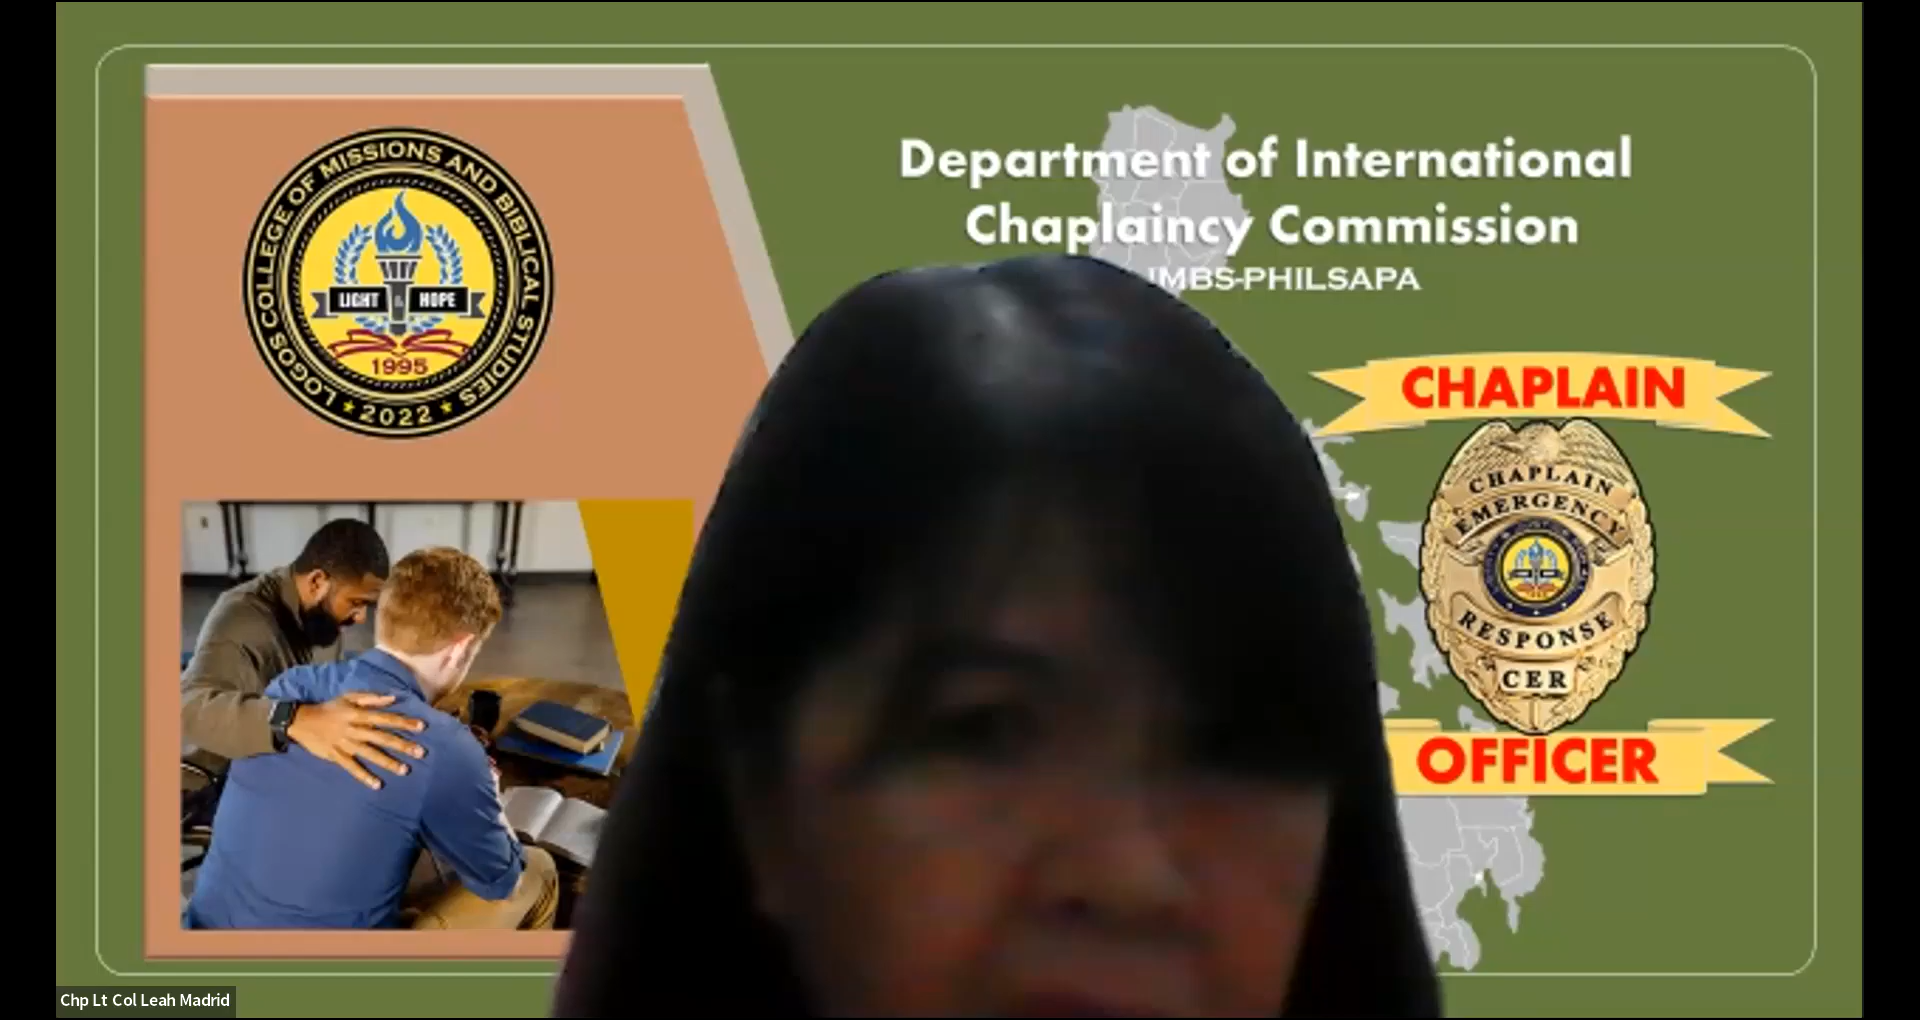 LOGOS COLLEGE OF MISSIONS AND BIBLICAL STUDIES
LIGHT & HOPE
1995
★ 2022 ★
Department of International
Chaplaincy Commission
IMBS-PHILSAPA
CHAPLAIN
CHAPLAIN
EMERGENCY
RESPONSE
CER
OFFICER
Chp Lt Col Leah Madrid